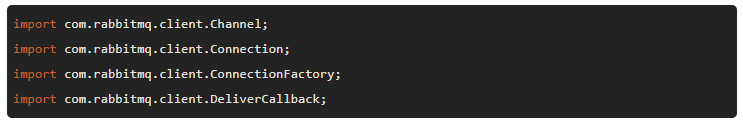 import com.rabbitmq.client.Channel;
import com.rabbitmq.client.Connection;
import com.rabbitmq.client.ConnectionFactory;
import com.rabbitmq.client.DeliverCallback;